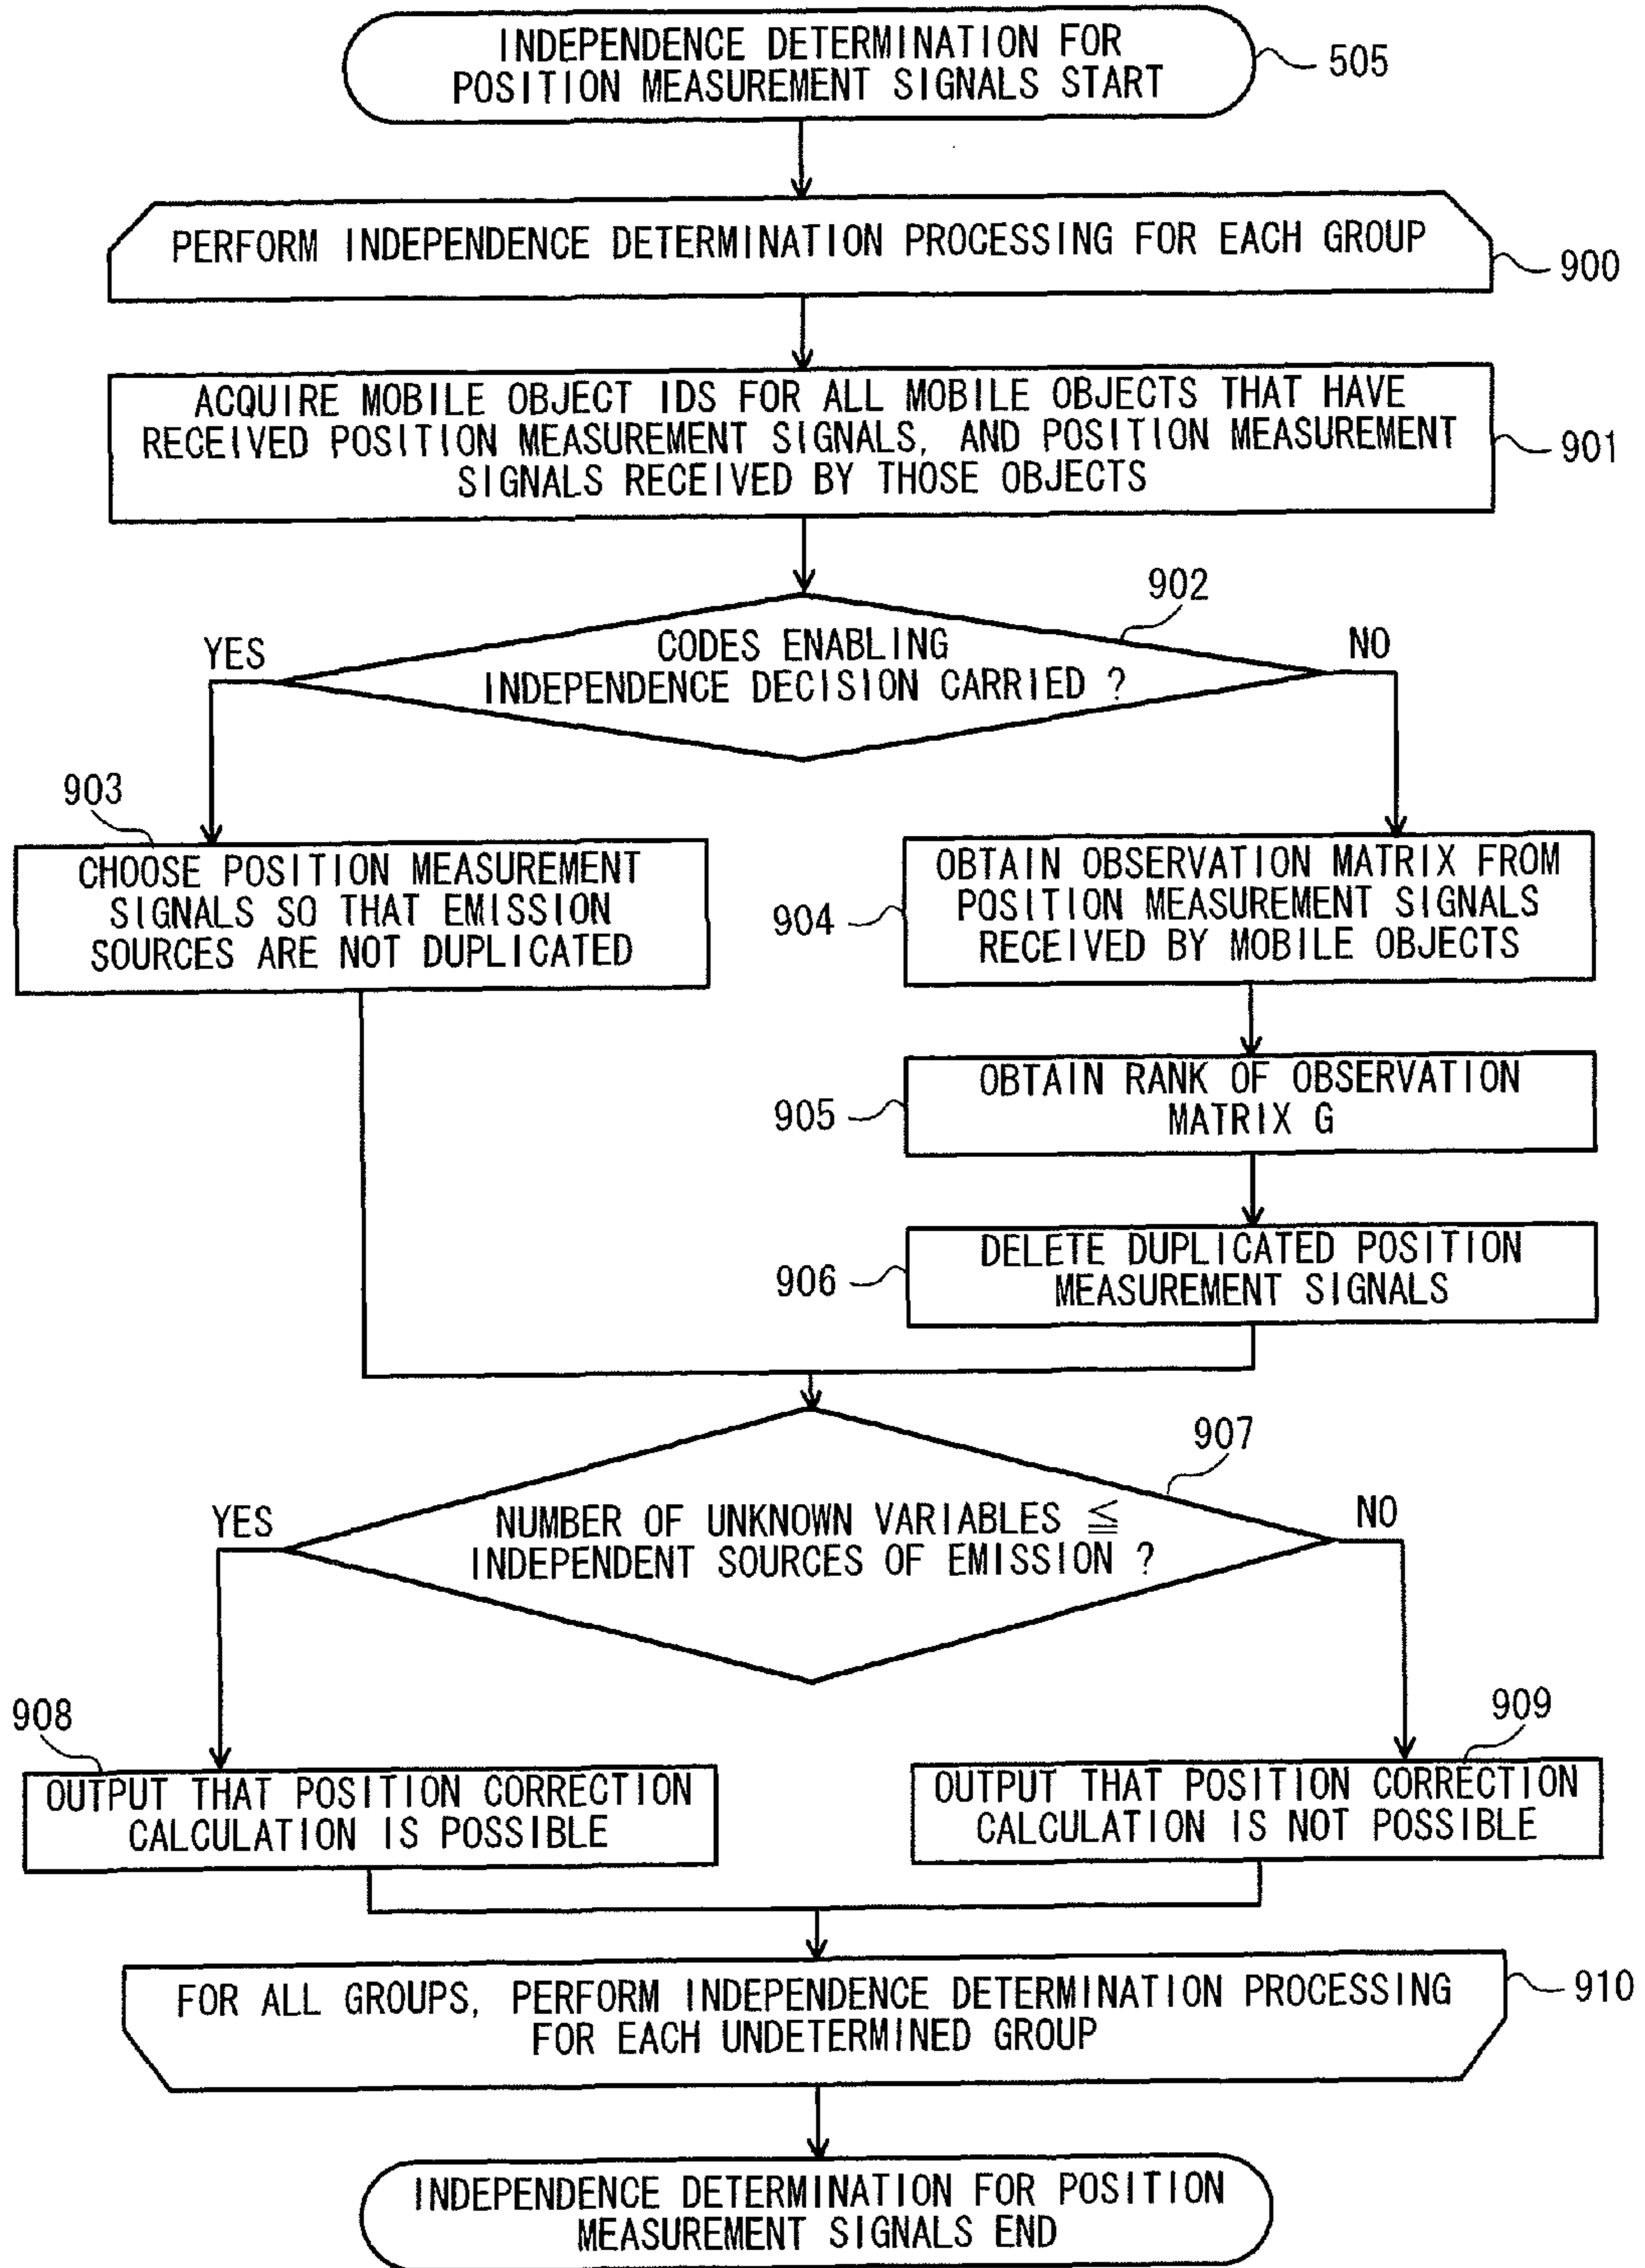 INDEPENDENCE DETERMINATION FOR
POSITION MEASUREMENT SIGNALS START
505
PERFORM INDEPENDENCE DETERMINATION PROCESSING FOR EACH GROUP
900
ACQUIRE MOBILE OBJECT IDS FOR ALL MOBILE OBJECTS THAT HAVE
RECEIVED POSITION MEASUREMENT SIGNALS, AND POSITION MEASUREMENT
SIGNALS RECEIVED BY THOSE OBJECTS
901
902
YES
CODES ENABLING
INDEPENDENCE DECISION CARRIED ?
NO
903
CHOOSE POSITION MEASUREMENT
SIGNALS SO THAT EMISSION
SOURCES ARE NOT DUPLICATED
904
OBTAIN OBSERVATION MATRIX FROM
POSITION MEASUREMENT SIGNALS
RECEIVED BY MOBILE OBJECTS
905
OBTAIN RANK OF OBSERVATION
MATRIX G
906
DELETE DUPLICATED POSITION
MEASUREMENT SIGNALS
907
YES
NUMBER OF UNKNOWN VARIABLES ≦
INDEPENDENT SOURCES OF EMISSION ?
NO
908
OUTPUT THAT POSITION CORRECTION
CALCULATION IS POSSIBLE
909
OUTPUT THAT POSITION CORRECTION
CALCULATION IS NOT POSSIBLE
FOR ALL GROUPS, PERFORM INDEPENDENCE DETERMINATION PROCESSING
FOR EACH UNDETERMINED GROUP
910
INDEPENDENCE DETERMINATION FOR POSITION
MEASUREMENT SIGNALS END